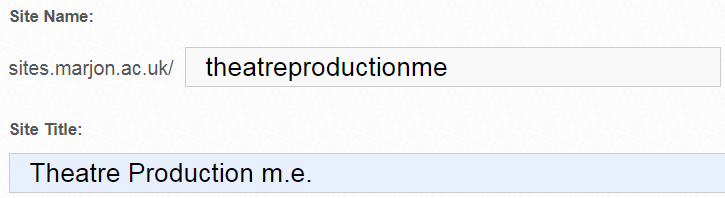 Site Name:
sites.marjon.ac.uk/ theatreproductionme
Site Title:
Theatre Production m.e.